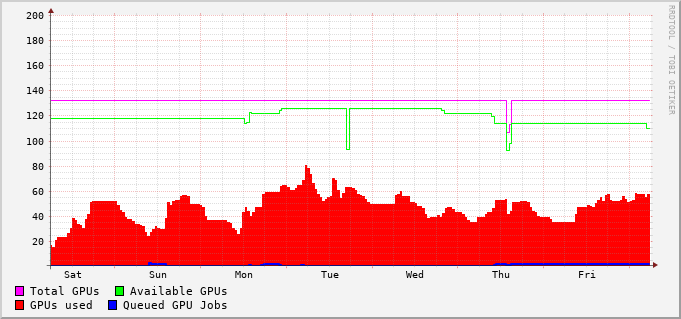 200
180
160
140
120
100
80
60
40
20
Sat Sun Mon Tue Wed Thu Fri
Total GPUs Available GPUs
GPUs used Queued GPU Jobs
RRDTOOL / TOBI OETIKER